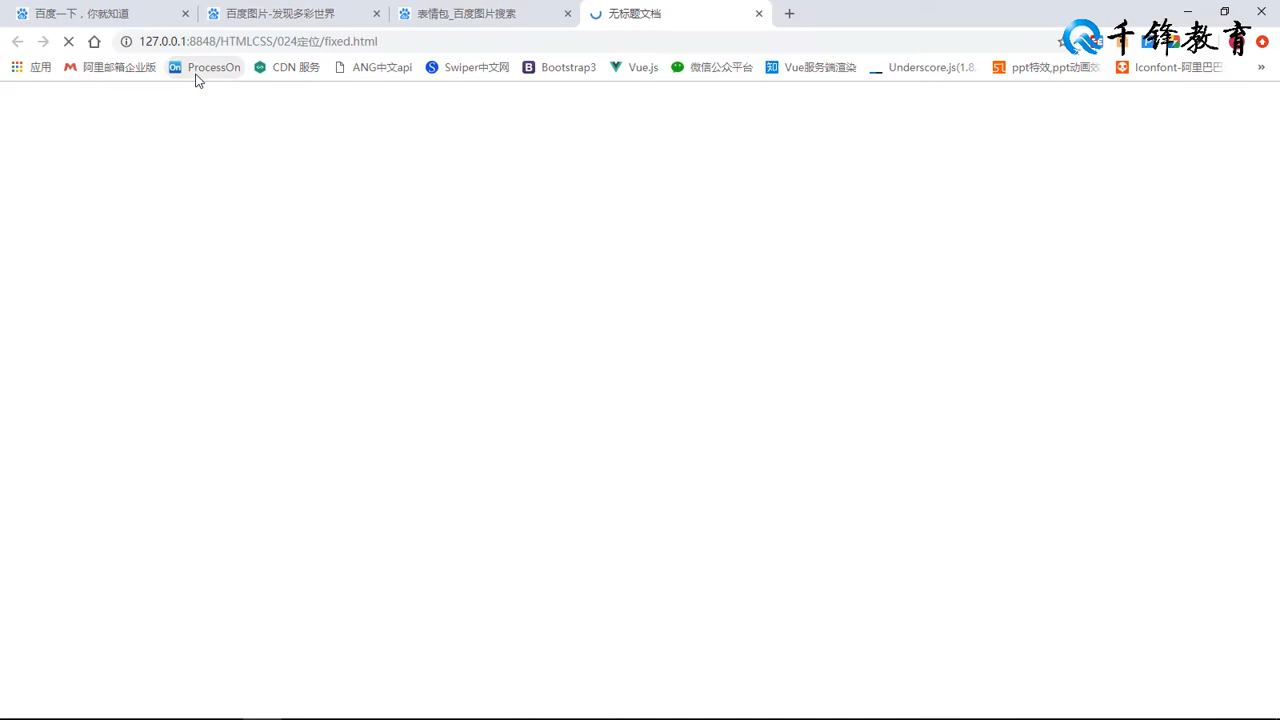 百度一下，你就知道
百度图片-发现多彩世界
表情包_百度图片搜索
无标题文档
127.0.0.1:8848/HTMLCSS/024定位/fixed.html
千锋教育
应用
阿里邮箱企业版
On ProcessOn
CDN 服务
ANG中文api
S Swiper中文网
B Bootstrap3
Vue.js
微信公众平台
知 Vue服务端渲染
Underscore.js(1.8.
ppt特效,ppt动画效
Iconfont-阿里巴巴
»